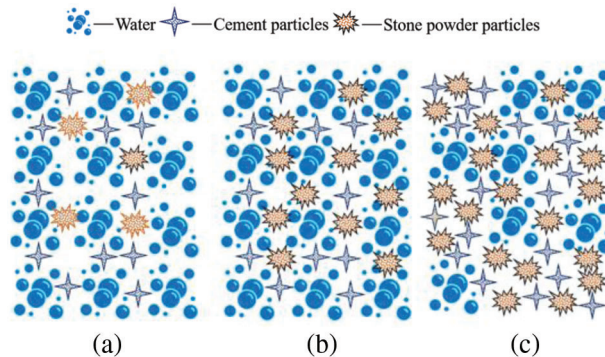 —Water —Cement particles —Stone powder particles
(a) (b) (c)